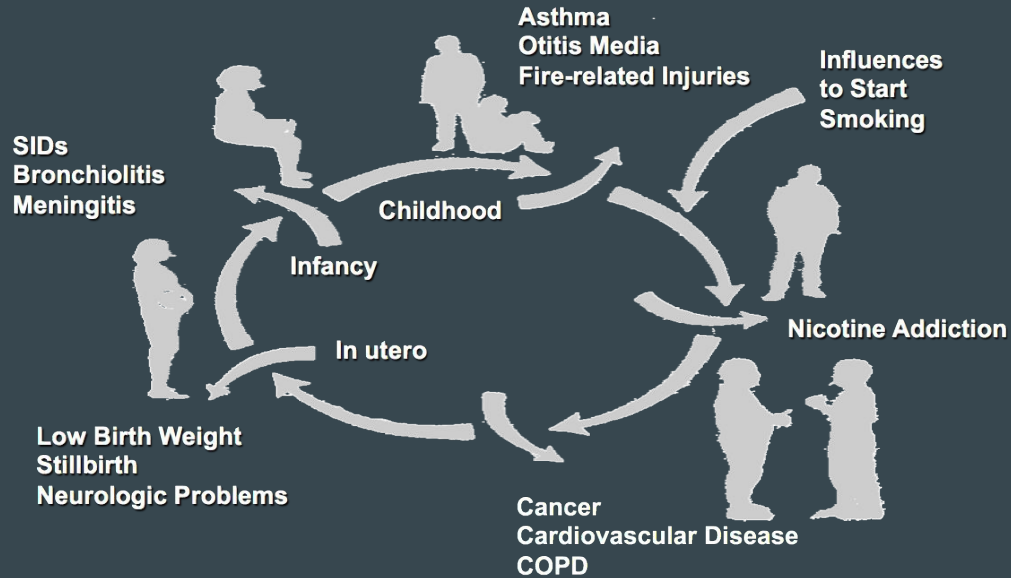 Asthma
Otitis Media
Fire-related Injuries
Influences
to Start
Smoking
SIDs
Bronchiolitis
Meningitis
Childhood
Infancy
Nicotine Addiction
In utero
Low Birth Weight
Stillbirth
Neurologic Problems
Cancer
Cardiovascular Disease
COPD